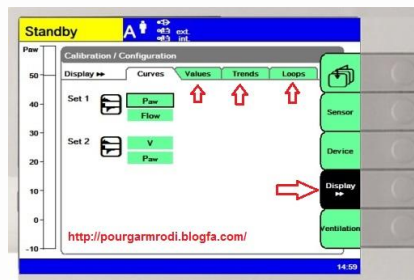 Standby
A
ext.
int.
Paw
Calibration / Configuration
Display ▸▸ Curves Values Trends Loops
60
40
30
20
10
0
-10
Set 1
Paw
Flow
Set 2
V
Paw
Sensor
Device
Display
▸▸
Ventilation
http://pourgarmrodi.blogfa.com/
14:59